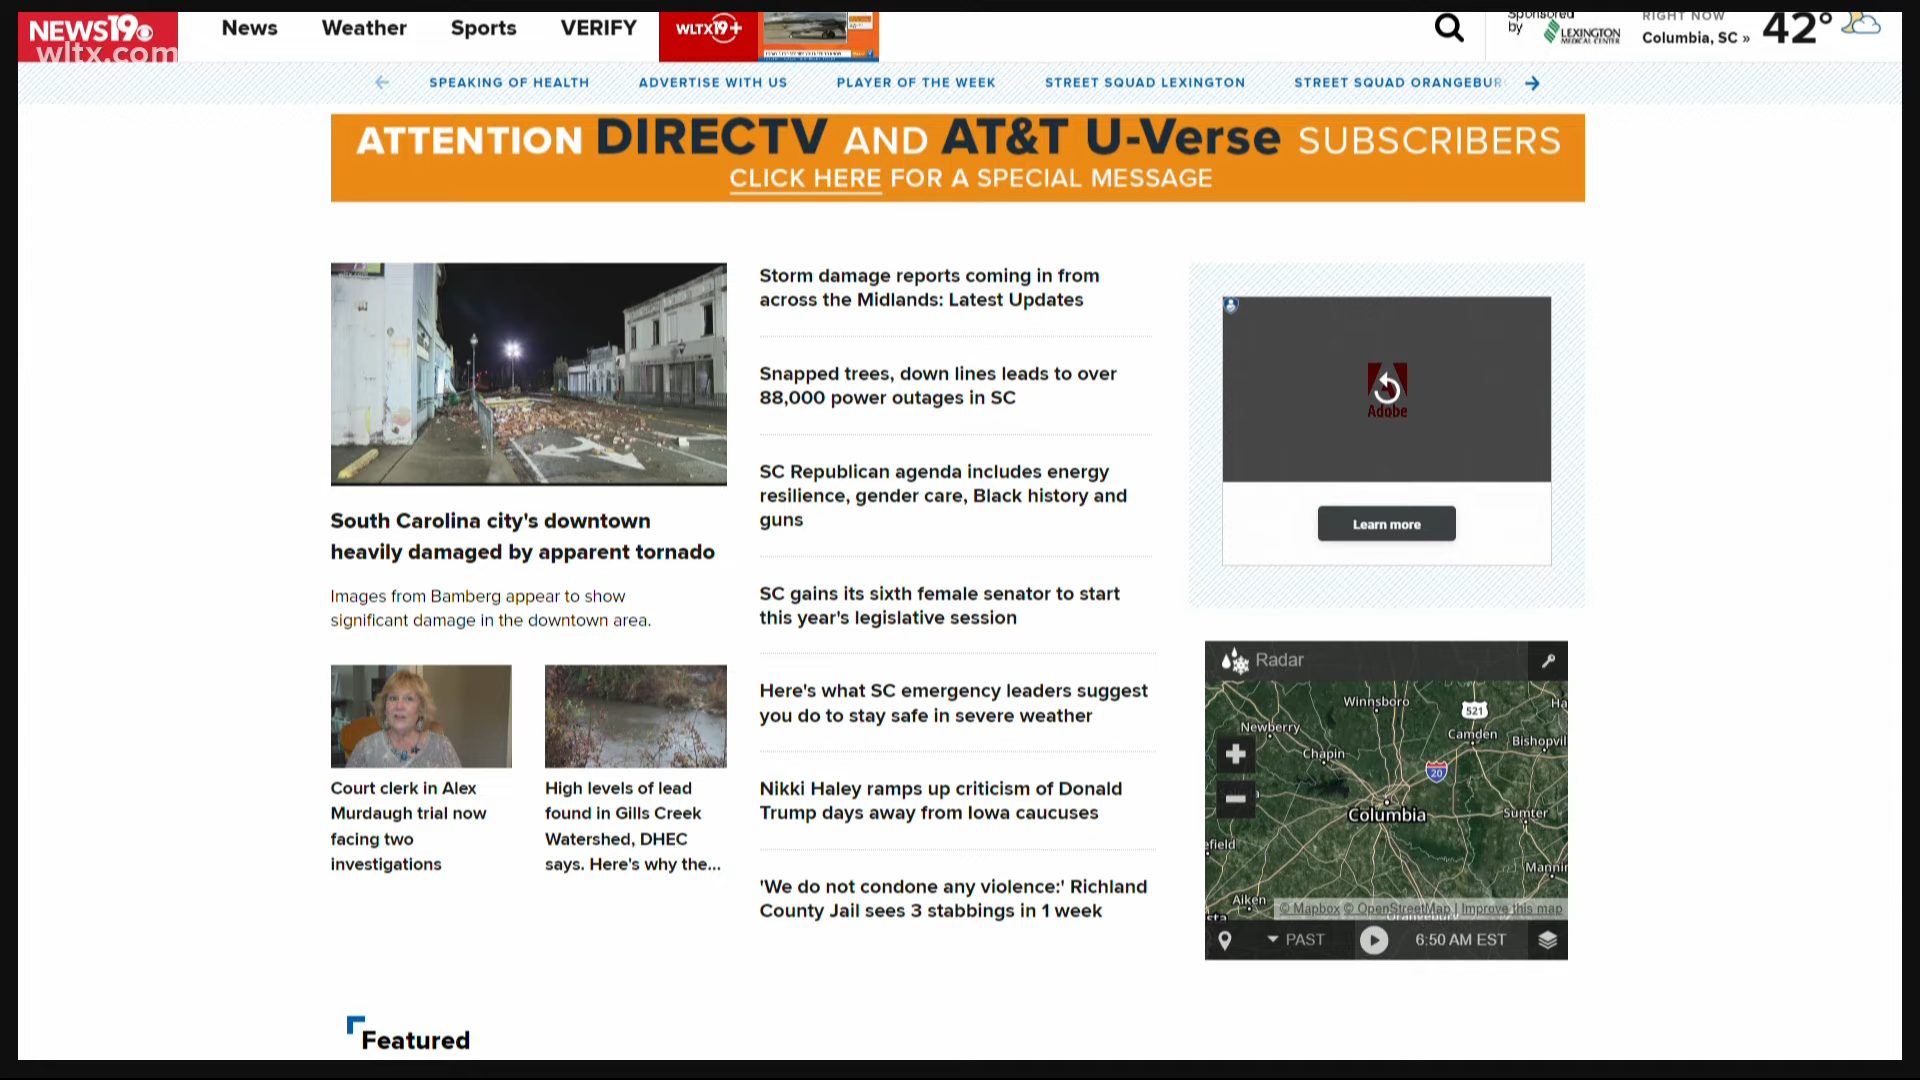 NEWS19
wltx.com
News
Weather
Sports
VERIFY
WLTX19+
Sponsored
by
LEXINGTON
MEDICAL CENTER
RIGHT NOW
Columbia, SC »
42°
SPEAKING OF HEALTH
ADVERTISE WITH US
PLAYER OF THE WEEK
STREET SQUAD LEXINGTON
STREET SQUAD ORANGEBUR
ATTENTION DIRECTV AND AT&T U-Verse SUBSCRIBERS
CLICK HERE FOR A SPECIAL MESSAGE
South Carolina city's downtown
heavily damaged by apparent tornado
Images from Bamberg appear to show
significant damage in the downtown area.
Court clerk in Alex
Murdaugh trial now
facing two
investigations
High levels of lead
found in Gills Creek
Watershed, DHEC
says. Here's why the...
Storm damage reports coming in from
across the Midlands: Latest Updates
Snapped trees, down lines leads to over
88,000 power outages in SC
SC Republican agenda includes energy
resilience, gender care, Black history and
guns
SC gains its sixth female senator to start
this year's legislative session
Here's what SC emergency leaders suggest
you do to stay safe in severe weather
Nikki Haley ramps up criticism of Donald
Trump days away from Iowa caucuses
'We do not condone any violence:' Richland
County Jail sees 3 stabbings in 1 week
Adobe
Learn more
Radar
Winnsboro
521
Ha
Newberry
Camden
Bishopvil
Chapin
20
Columbia
Sumter
efield
Mannin
Aiken
© Mapbox © OpenStreetMap | Improve this map
sta
Orangeburg
PAST
6:50 AM EST
Featured